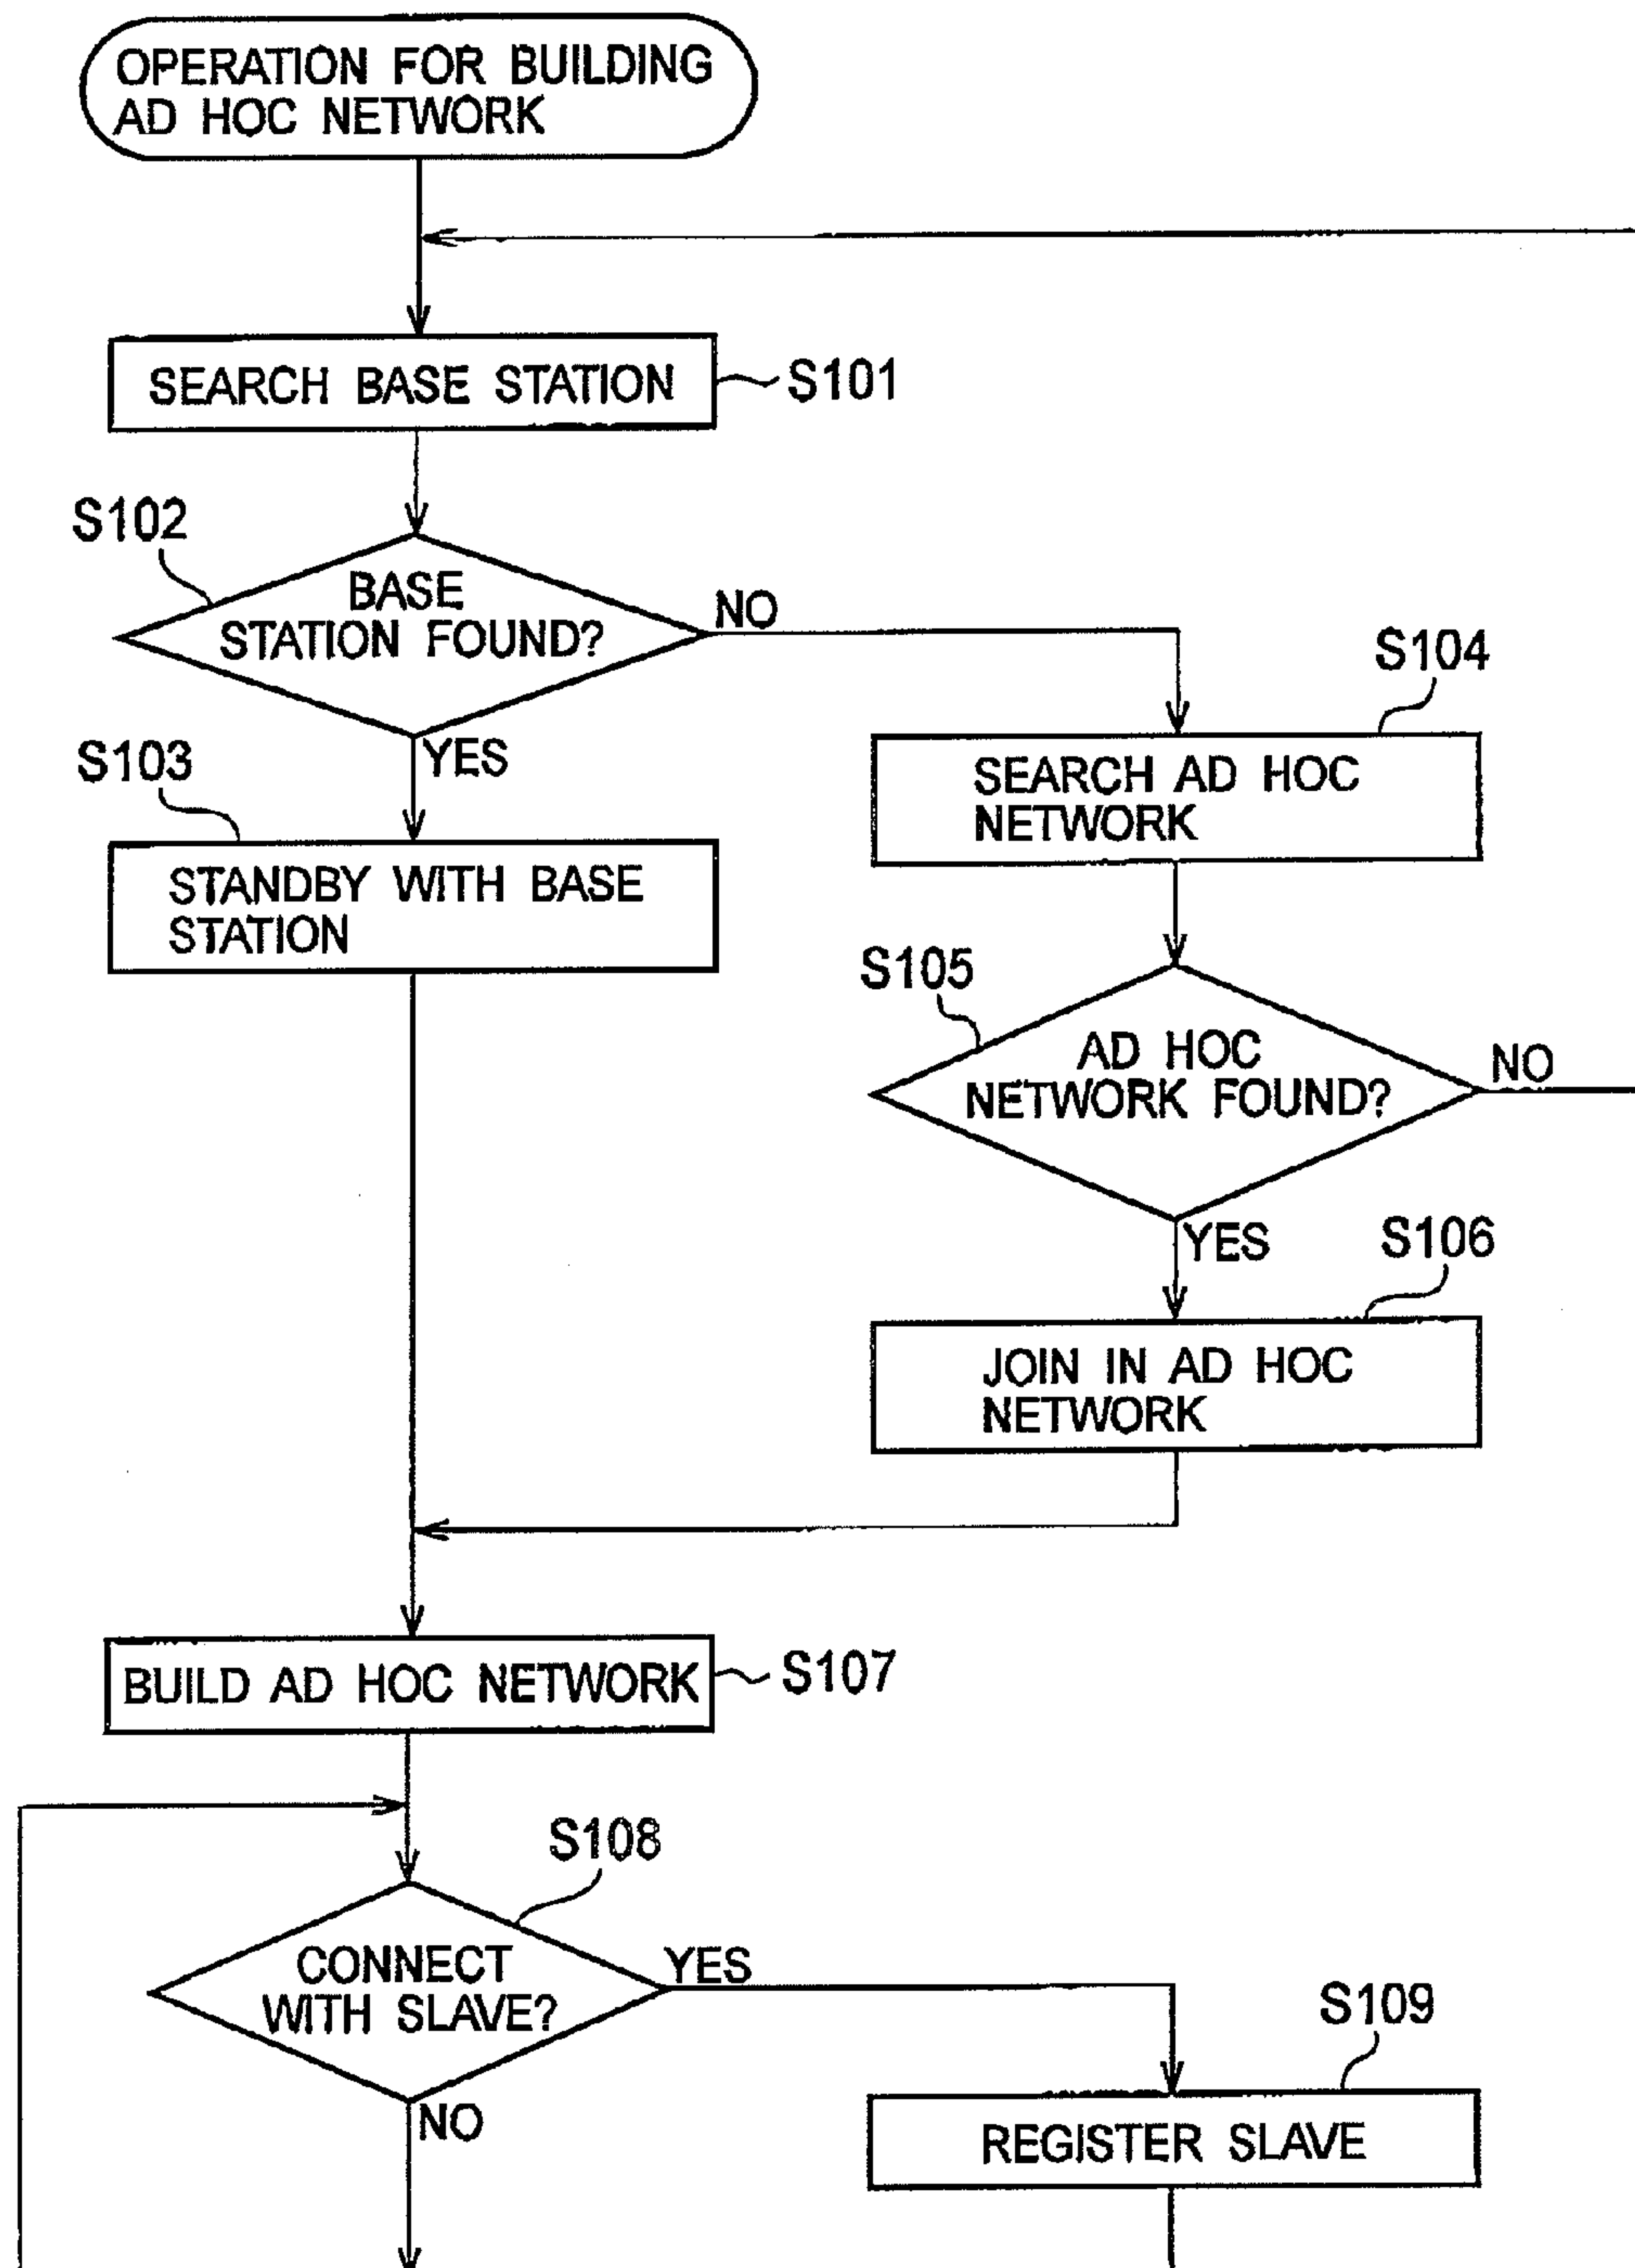 OPERATION FOR BUILDING
AD HOC NETWORK
SEARCH BASE STATION
S101
S102
BASE
STATION FOUND?
NO
YES
S103
STANDBY WITH BASE
STATION
S104
SEARCH AD HOC
NETWORK
S105
AD HOC
NETWORK FOUND?
NO
YES
S106
JOIN IN AD HOC
NETWORK
BUILD AD HOC NETWORK
S107
S108
CONNECT
WITH SLAVE?
YES
NO
S109
REGISTER SLAVE